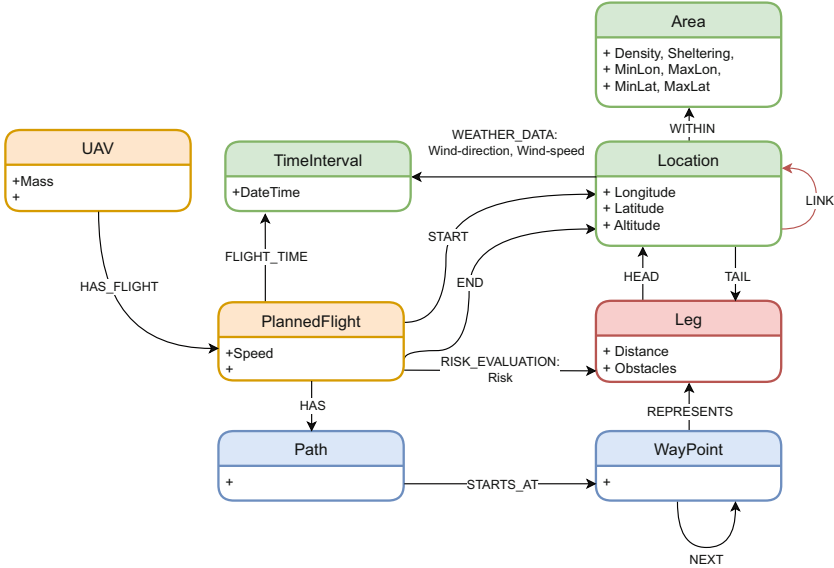 Area
+ Density, Sheltering,
+ MinLon, MaxLon,
+ MinLat, MaxLat
WITHIN
WEATHER_DATA:
Wind-direction, Wind-speed
UAV
+Mass
+
TimeInterval
+DateTime
Location
+ Longitude
+ Latitude
+ Altitude
LINK
START
FLIGHT_TIME
END
HEAD
TAIL
HAS_FLIGHT
PlannedFlight
+Speed
+
RISK_EVALUATION:
Risk
Leg
+ Distance
+ Obstacles
HAS
REPRESENTS
Path
+
STARTS_AT
WayPoint
+
NEXT